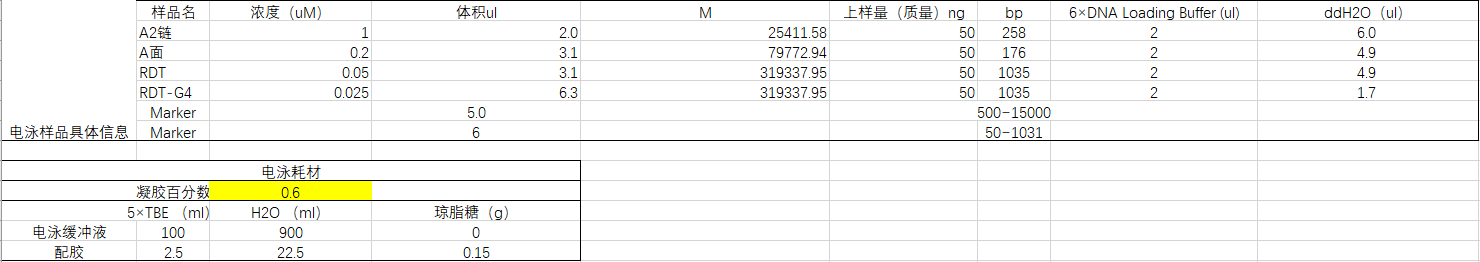 样品名 浓度（uM） 体积ul M 上样量（质量）ng bp 6×DNA Loading Buffer (ul) ddH2O（ul）
A2链 1 2.0 25411.58 50 258 2 6.0
A面 0.2 3.1 79772.94 50 176 2 4.9
RDT 0.05 3.1 319337.95 50 1035 2 4.9
RDT-G4 0.025 6.3 319337.95 50 1035 2 1.7
Marker 5.0 500-15000
电泳样品具体信息 Marker 6 50-1031
电泳耗材
凝胶百分数 0.6
5×TBE （ml） H2O （ml） 琼脂糖（g）
电泳缓冲液 100 900 0
配胶 2.5 22.5 0.15